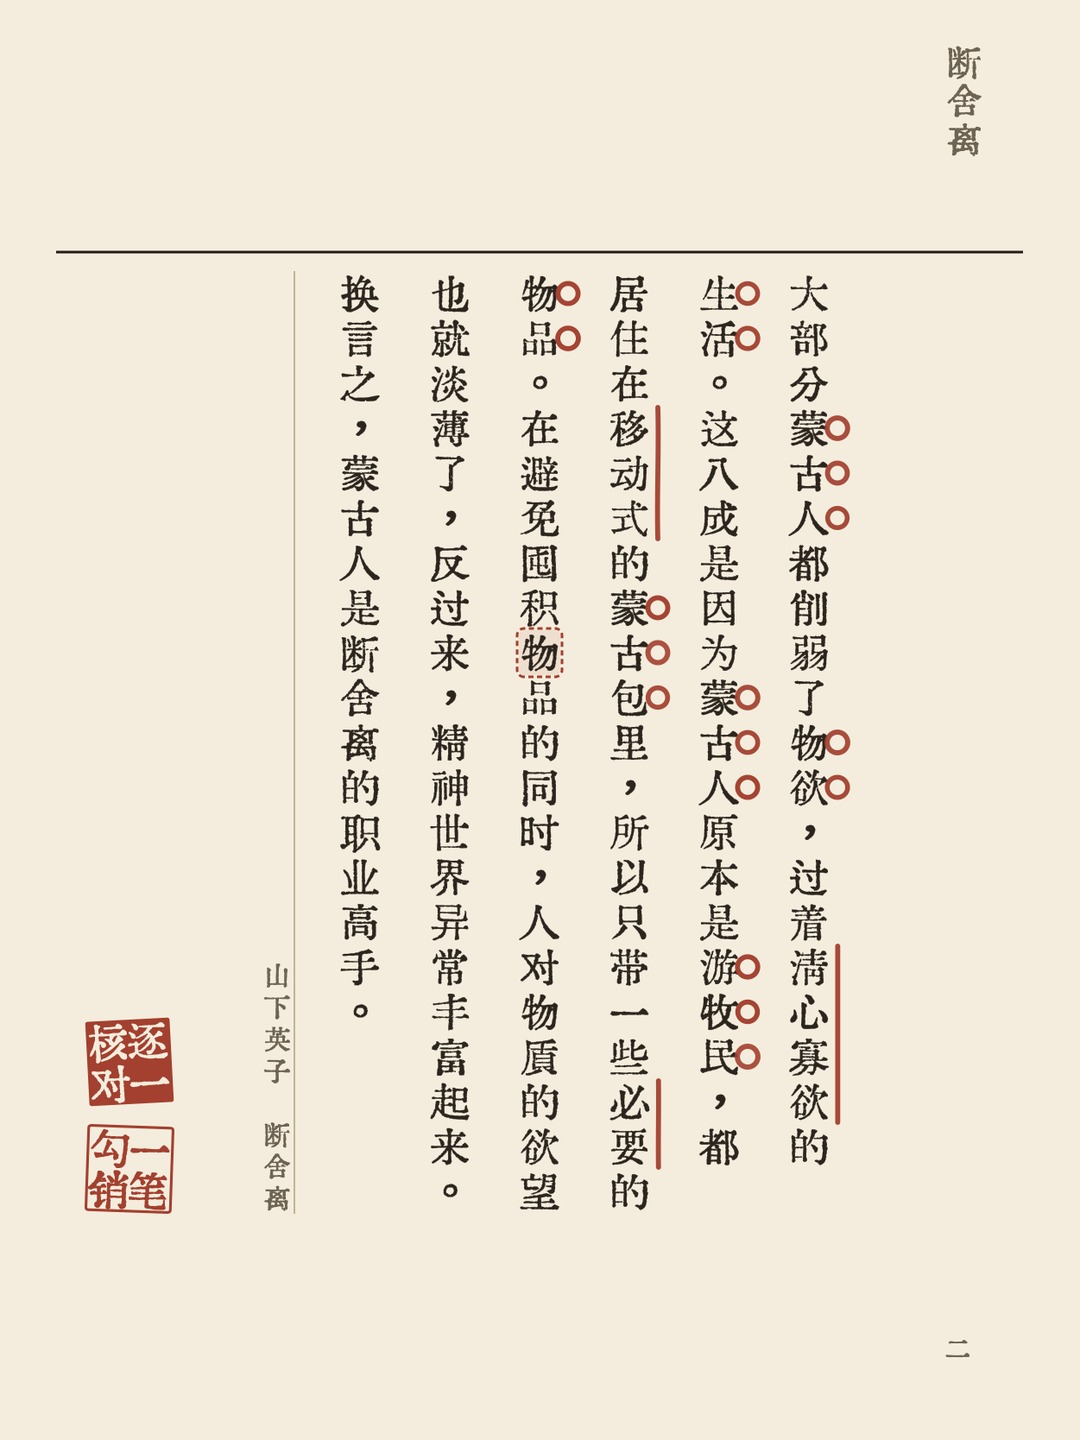 断舍离
大部分蒙古人都削弱了物欲，过着清心寡欲的
生活。这八成是因为蒙古人原本是游牧民，都
居住在移动式的蒙古包里，所以只带一些必要的
物品。在避免囤积物品的同时，人对物质的欲望
也就淡薄了，反过来，精神世界异常丰富起来。
换言之，蒙古人是断舍离的职业高手。
山下英子 断舍离
逐一核对
一笔勾销
二